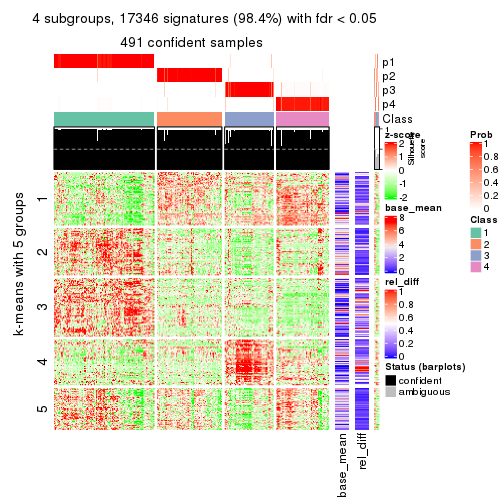 4 subgroups, 17346 signatures (98.4%) with fdr < 0.05
491 confident samples
p1
p2
p3
p4
Class
1
Silhouette
score
k-means with 5 groups
1
2
3
4
5
base_mean
rel_diff
z-score
2
1
0
-1
-2
base_mean
8
6
4
2
0
rel_diff
1
0.8
0.6
0.4
0.2
0
Status (barplots)
confident
ambiguous
Prob
1
0.8
0.6
0.4
0.2
0
Class
1
2
3
4